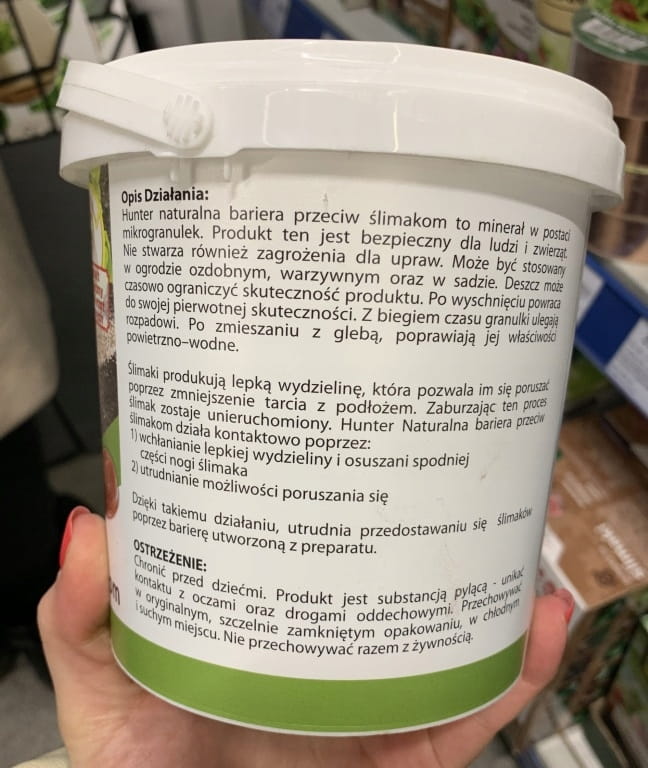 Opis Działania:
Hunter naturalna bariera przeciw ślimakom to minerał w postaci
mikrogranulek. Produkt ten jest bezpieczny dla ludzi i zwierząt.
Nie stwarza również zagrożenia dla upraw. Może być stosowany
w ogrodzie ozdobnym, warzywnym oraz w sadzie. Deszcz może
czasowo ograniczyć skuteczność produktu. Po wyschnięciu powraca
do swojej pierwotnej skuteczności. Z biegiem czasu granulki ulegają
rozpadowi. Po zmieszaniu z glebą, poprawiają jej właściwości
powietrzno–wodne.
Ślimaki produkują lepką wydzielinę, która pozwala im się poruszać
poprzez zmniejszenie tarcia z podłożem. Zaburzając ten proces
ślimak zostaje unieruchomiony. Hunter Naturalna bariera przeciw
ślimakom działa kontaktowo poprzez:
1) wchłanianie lepkiej wydzieliny i osuszani spodniej
części nogi ślimaka
2) utrudnianie możliwości poruszania się
Dzięki takiemu działaniu, utrudnia przedostawaniu się ślimaków
poprzez barierę utworzoną z preparatu.
OSTRZEŻENIE:
Chronić przed dziećmi. Produkt jest substancją pylącą - unikać
kontaktu z oczami oraz drogami oddechowymi. Przechowywać
w oryginalnym, szczelnie zamkniętym opakowaniu, w chłodnym
i suchym miejscu. Nie przechowywać razem z żywnością.